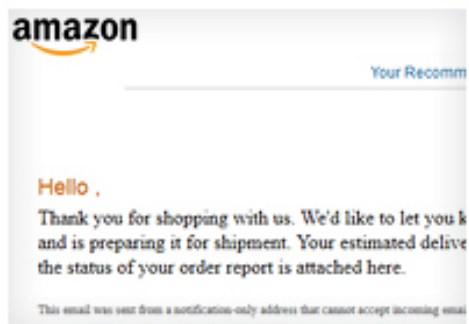 amazon
Your Recomm
Hello ,
Thank you for shopping with us. We'd like to let you k
and is preparing it for shipment. Your estimated delive
the status of your order report is attached here.
This email was sent from a notification-only address that cannot accept incoming emai